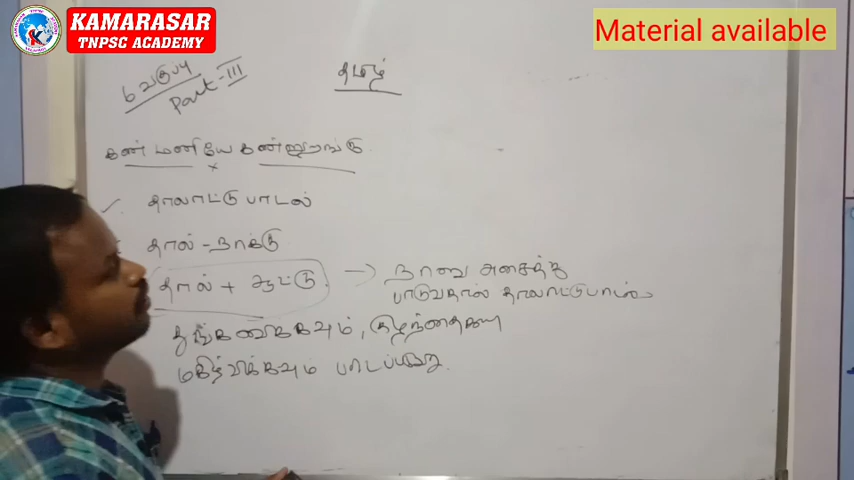 KAMARASAR
TNPSC ACADEMY
Material available
6 வகுப்பு
Part-III
தமிழ்
கண்மணியே கண்ணுறங்கு
தாலாட்டு பாடல்
தால் - நாக்கு
தால் + ஆட்டு → நாவை அசைத்து
பாடுவதால் தாலாட்டுபாடல்
தூங்கவைக்கவும், குழந்தையை
மகிழ்விக்கவும் பாடப்படுகிறது.